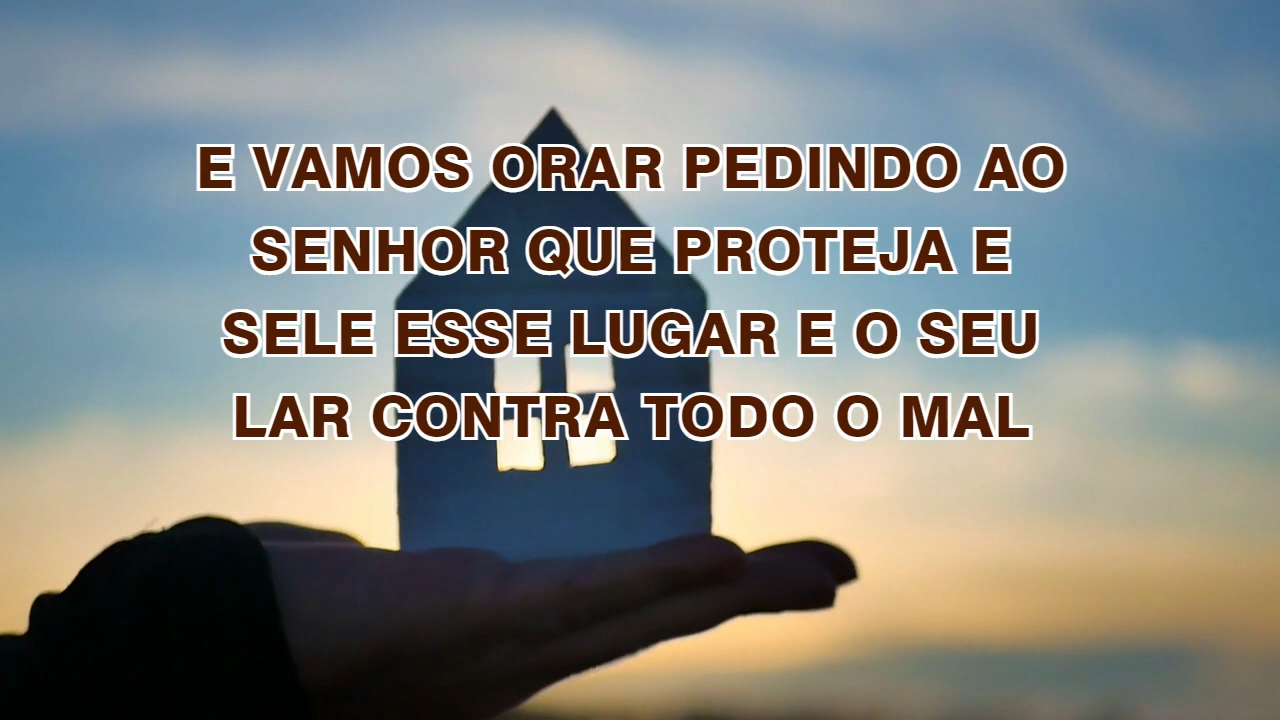 E VAMOS ORAR PEDINDO AO
SENHOR QUE PROTEJA E
SELE ESSE LUGAR E O SEU
LAR CONTRA TODO O MAL